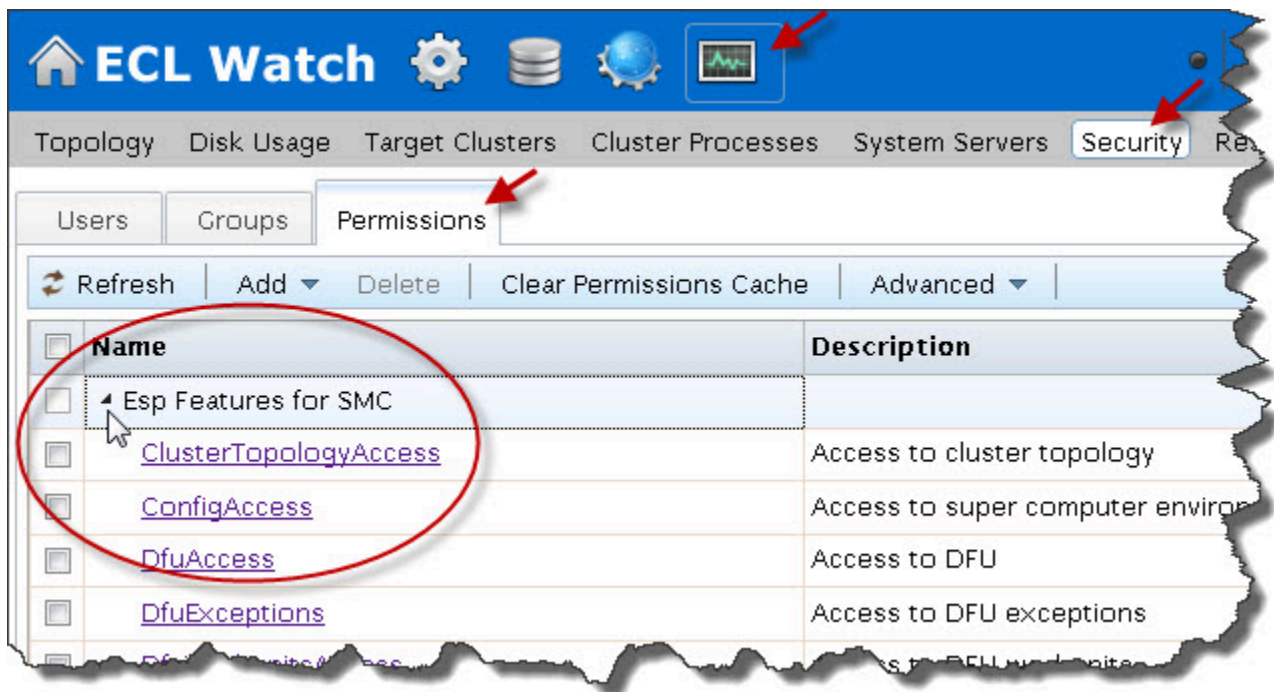 ECL Watch
Topology Disk Usage Target Clusters Cluster Processes System Servers Security
Users Groups Permissions
Refresh Add Delete Clear Permissions Cache Advanced
Name Description
Esp Features for SMC
ClusterTopologyAccess Access to cluster topology
ConfigAccess Access to super computer
DfuAccess Access to DFU
DfuExceptions Access to DFU exceptions